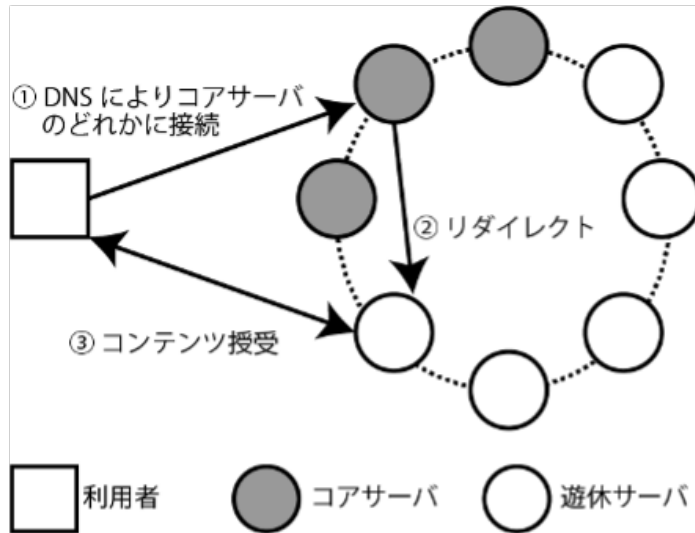 ① DNS によりコアサーバ
のどれかに接続
② リダイレクト
③ コンテンツ授受
利用者
コアサーバ
遊休サーバ